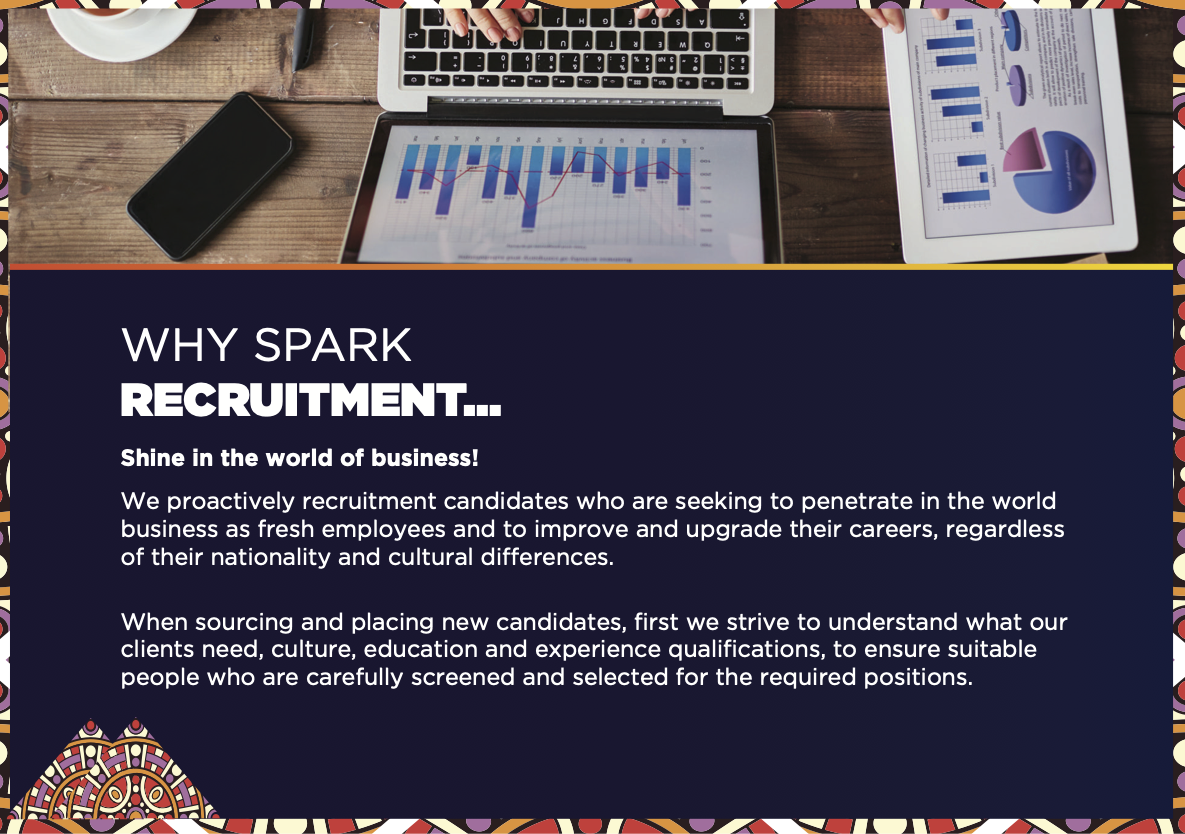 WHY SPARK
RECRUITMENT...
Shine in the world of business!
We proactively recruitment candidates who are seeking to penetrate in the world
business as fresh employees and to improve and upgrade their careers, regardless
of their nationality and cultural differences.
When sourcing and placing new candidates, first we strive to understand what our
clients need, culture, education and experience qualifications, to ensure suitable
people who are carefully screened and selected for the required positions.